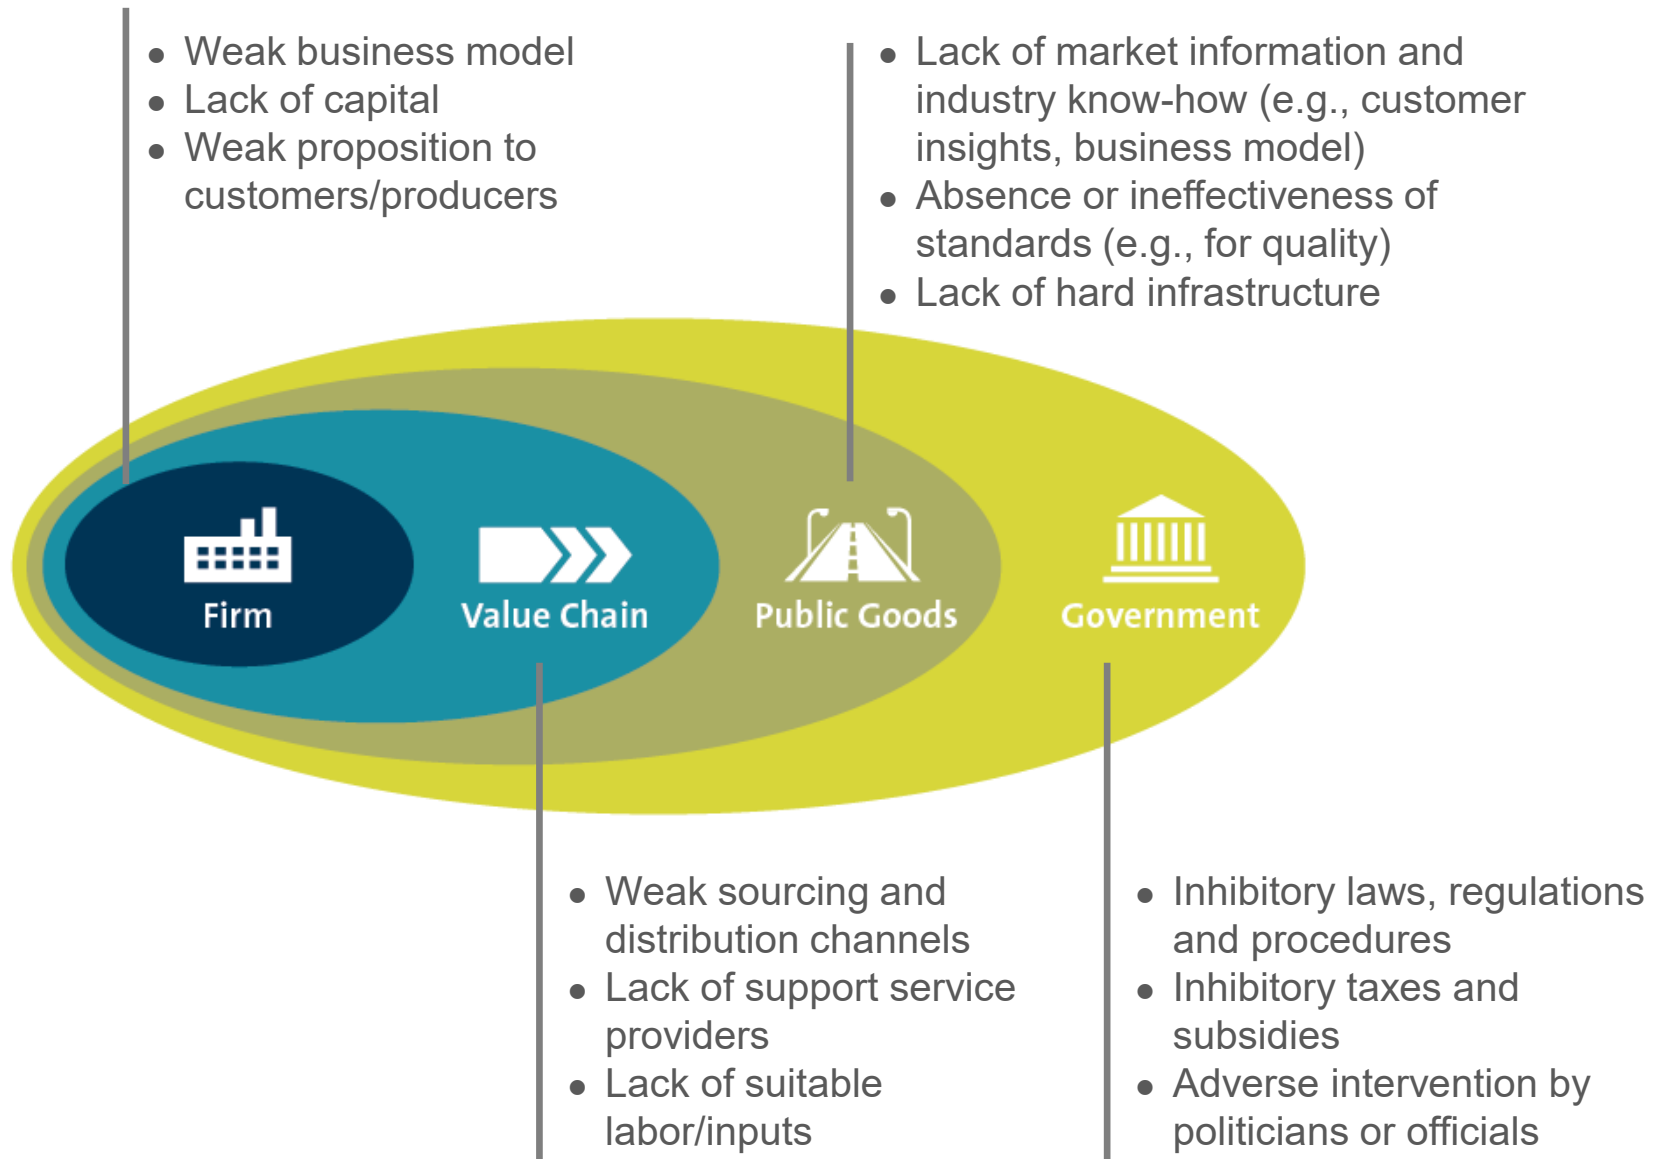 ● Weak business model
● Lack of capital
● Weak proposition to
customers/producers
● Lack of market information and
industry know-how (e.g., customer
insights, business model)
● Absence or ineffectiveness of
standards (e.g., for quality)
● Lack of hard infrastructure
Firm
Value Chain
Public Goods
Government
● Weak sourcing and
distribution channels
● Lack of support service
providers
● Lack of suitable
labor/inputs
● Inhibitory laws, regulations
and procedures
● Inhibitory taxes and
subsidies
● Adverse intervention by
politicians or officials